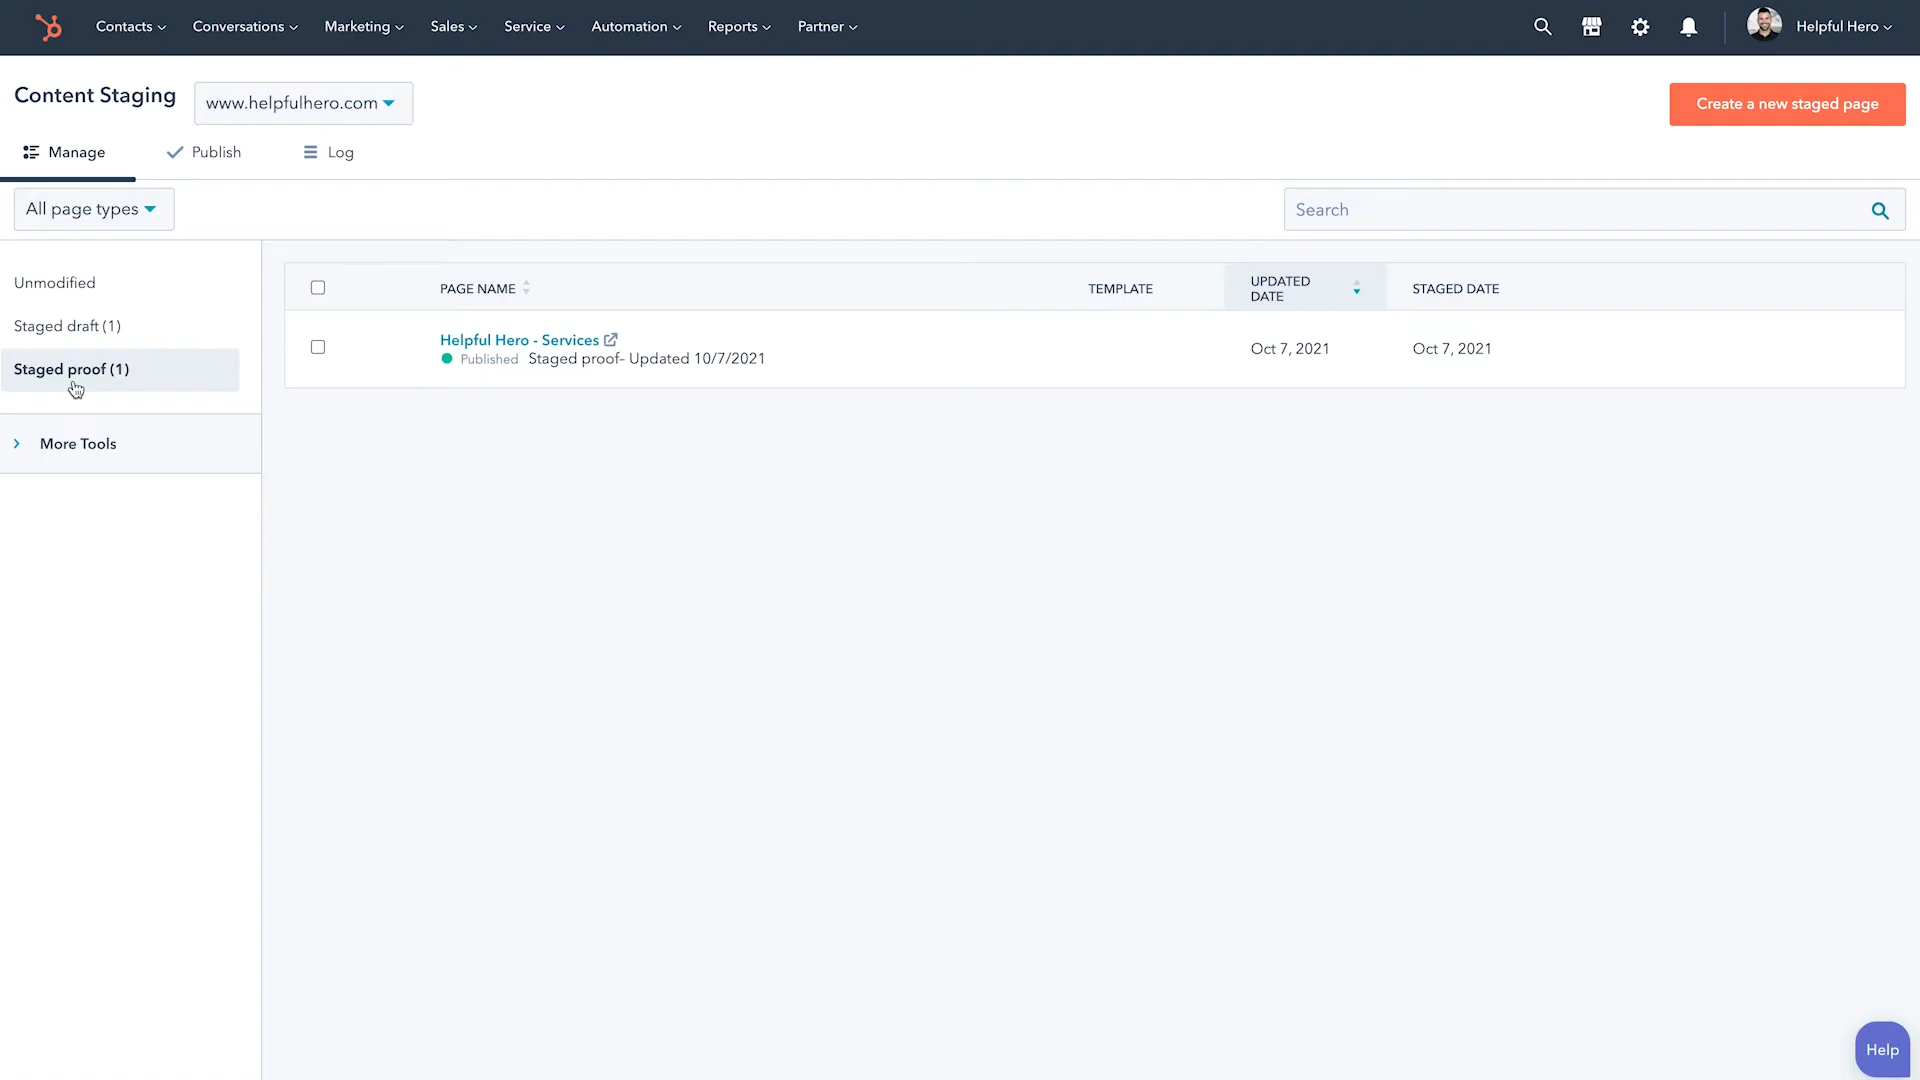 Contacts Conversations Marketing Sales Service Automation Reports Partner Helpful Hero
Content Staging www.helpfulhero.com Create a new staged page
Manage Publish Log
All page types Search
Unmodified
Staged draft (1)
Staged proof (1)
More Tools
PAGE NAME TEMPLATE UPDATED DATE STAGED DATE
Helpful Hero - Services Oct 7, 2021 Oct 7, 2021
Published Staged proof– Updated 10/7/2021
Help